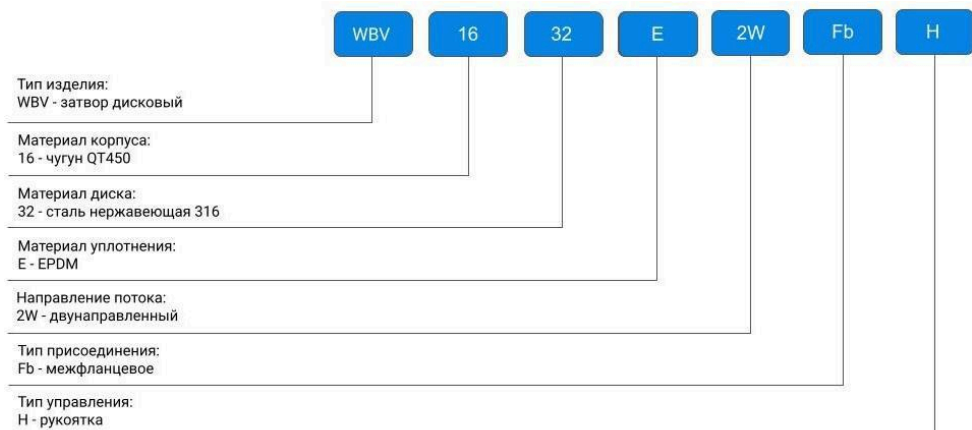 WBV 16 32 E 2W Fb H
Тип изделия:
WBV - затвор дисковый
Материал корпуса:
16 - чугун QT450
Материал диска:
32 - сталь нержавеющая 316
Материал уплотнения:
E - EPDM
Направление потока:
2W - двунаправленный
Тип присоединения:
Fb - межфланцевое
Тип управления:
H - рукоятка